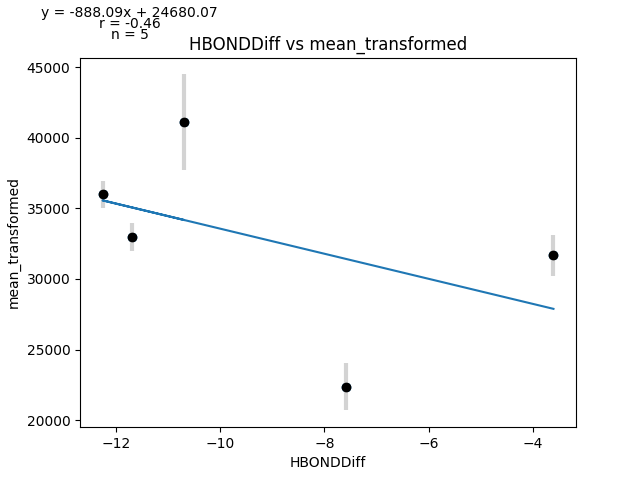 y = -888.09x + 24680.07
r = -0.46
n = 5
HBONDDiff vs mean_transformed
45000
40000
35000
30000
25000
20000
mean_transformed
−12
−10
−8
−6
−4
HBONDDiff